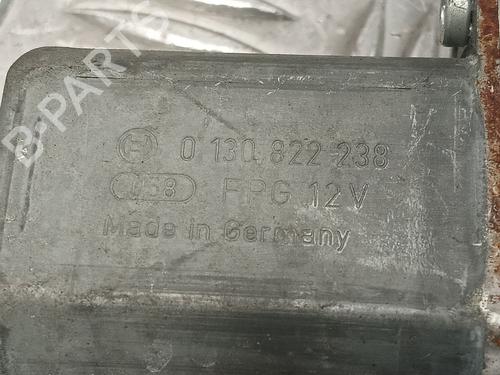 B-PARTS
0 130 822 238
FPG 12V
Made in Germany